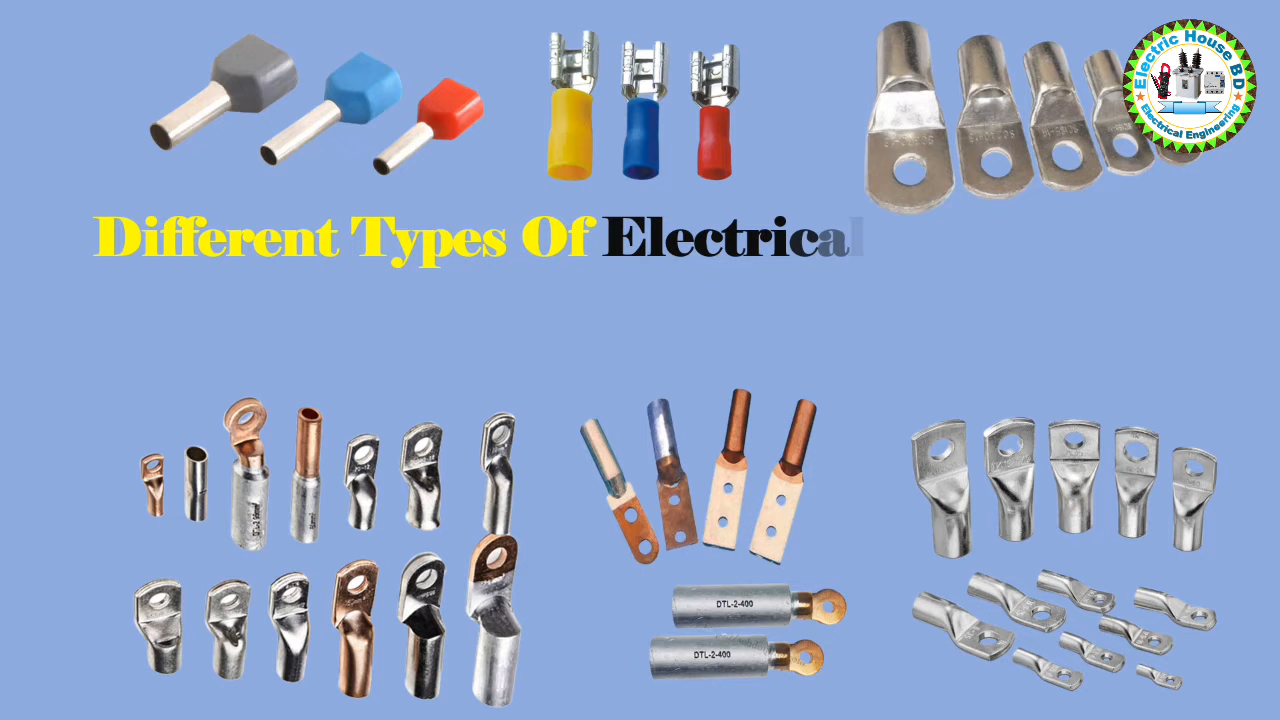 Electric House BD
Electrical Engineering
Different Types Of Electrical
DTL-2-400
DTL-2-400